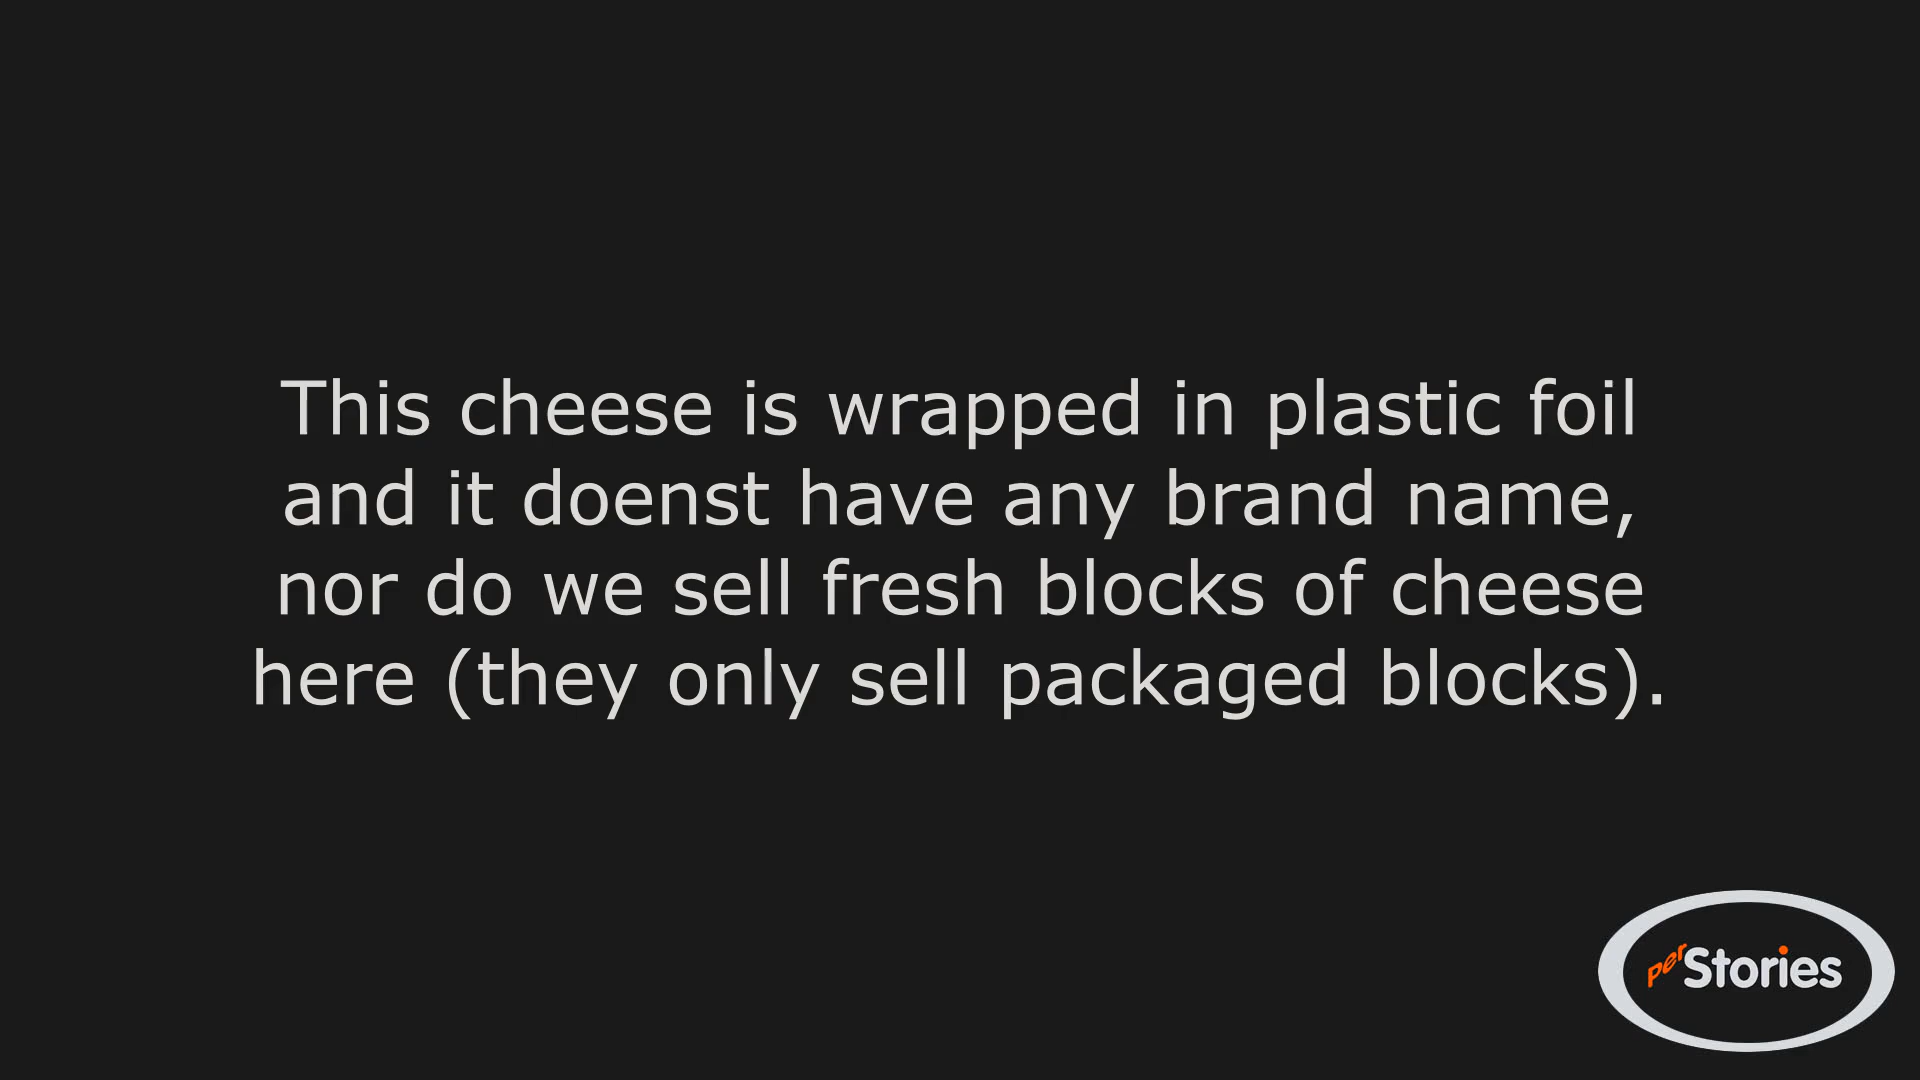 This cheese is wrapped in plastic foil
and it doenst have any brand name,
nor do we sell fresh blocks of cheese
here (they only sell packaged blocks).
perStories